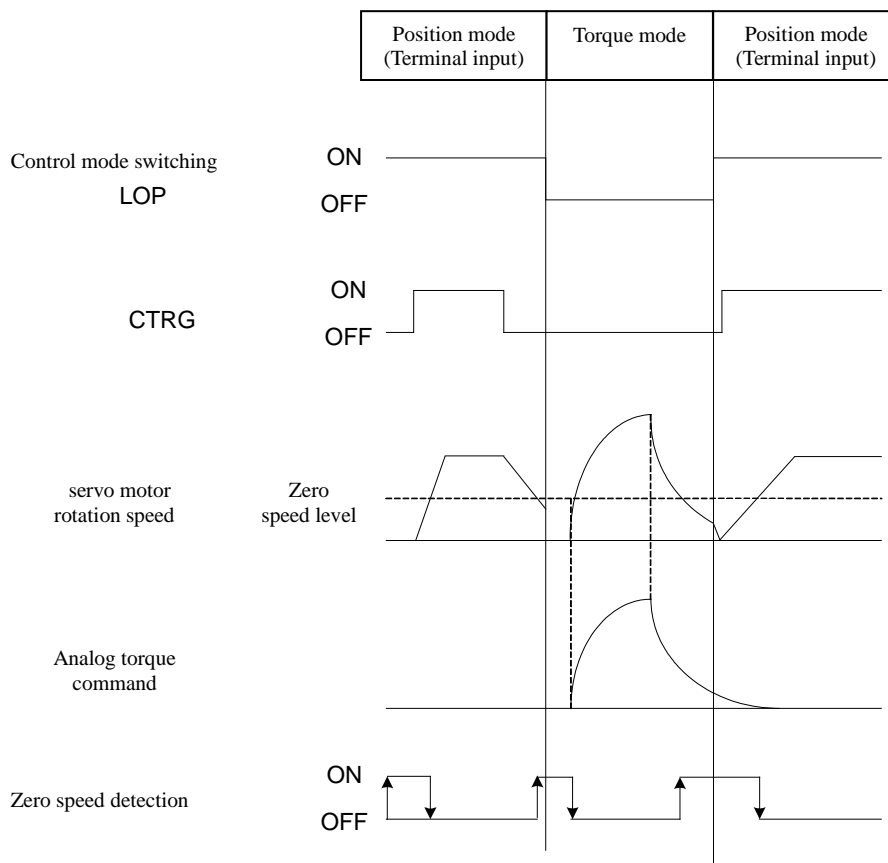 Position mode
(Terminal input)
Torque mode
Position mode
(Terminal input)
Control mode switching
LOP
ON
OFF
CTRG
ON
OFF
servo motor
rotation speed
Zero
speed level
Analog torque
command
Zero speed detection
ON
OFF